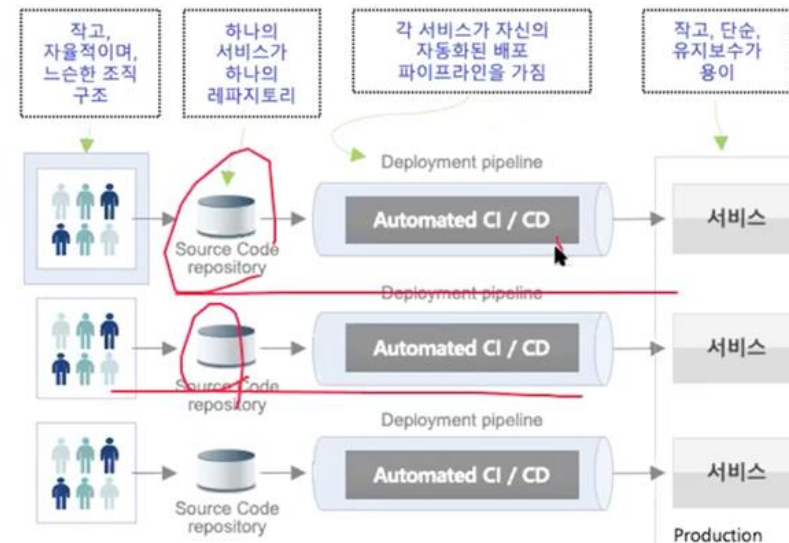 작고,
자율적이며,
느슨한 조직
구조
하나의
서비스가
하나의
레파지토리
각 서비스가 자신의
자동화된 배포
파이프라인을 가짐
작고, 단순,
유지보수가
용이
Deployment pipeline
Source Code
repository
Automated CI / CD
서비스
Deployment pipeline
Source Code
repository
Automated CI / CD
서비스
Deployment pipeline
Source Code
repository
Automated CI / CD
서비스
Production